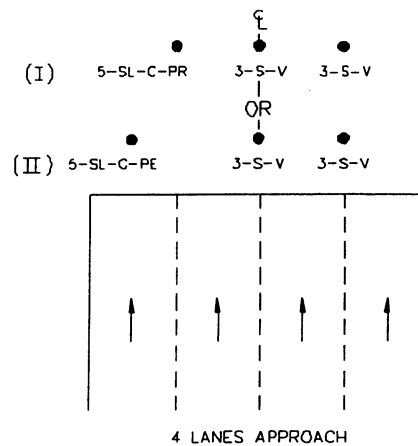 ℄
(I) 5-SL-C-PR 3-S-V 3-S-V
OR
(II) 5-SL-C-PE 3-S-V 3-S-V
4 LANES APPROACH